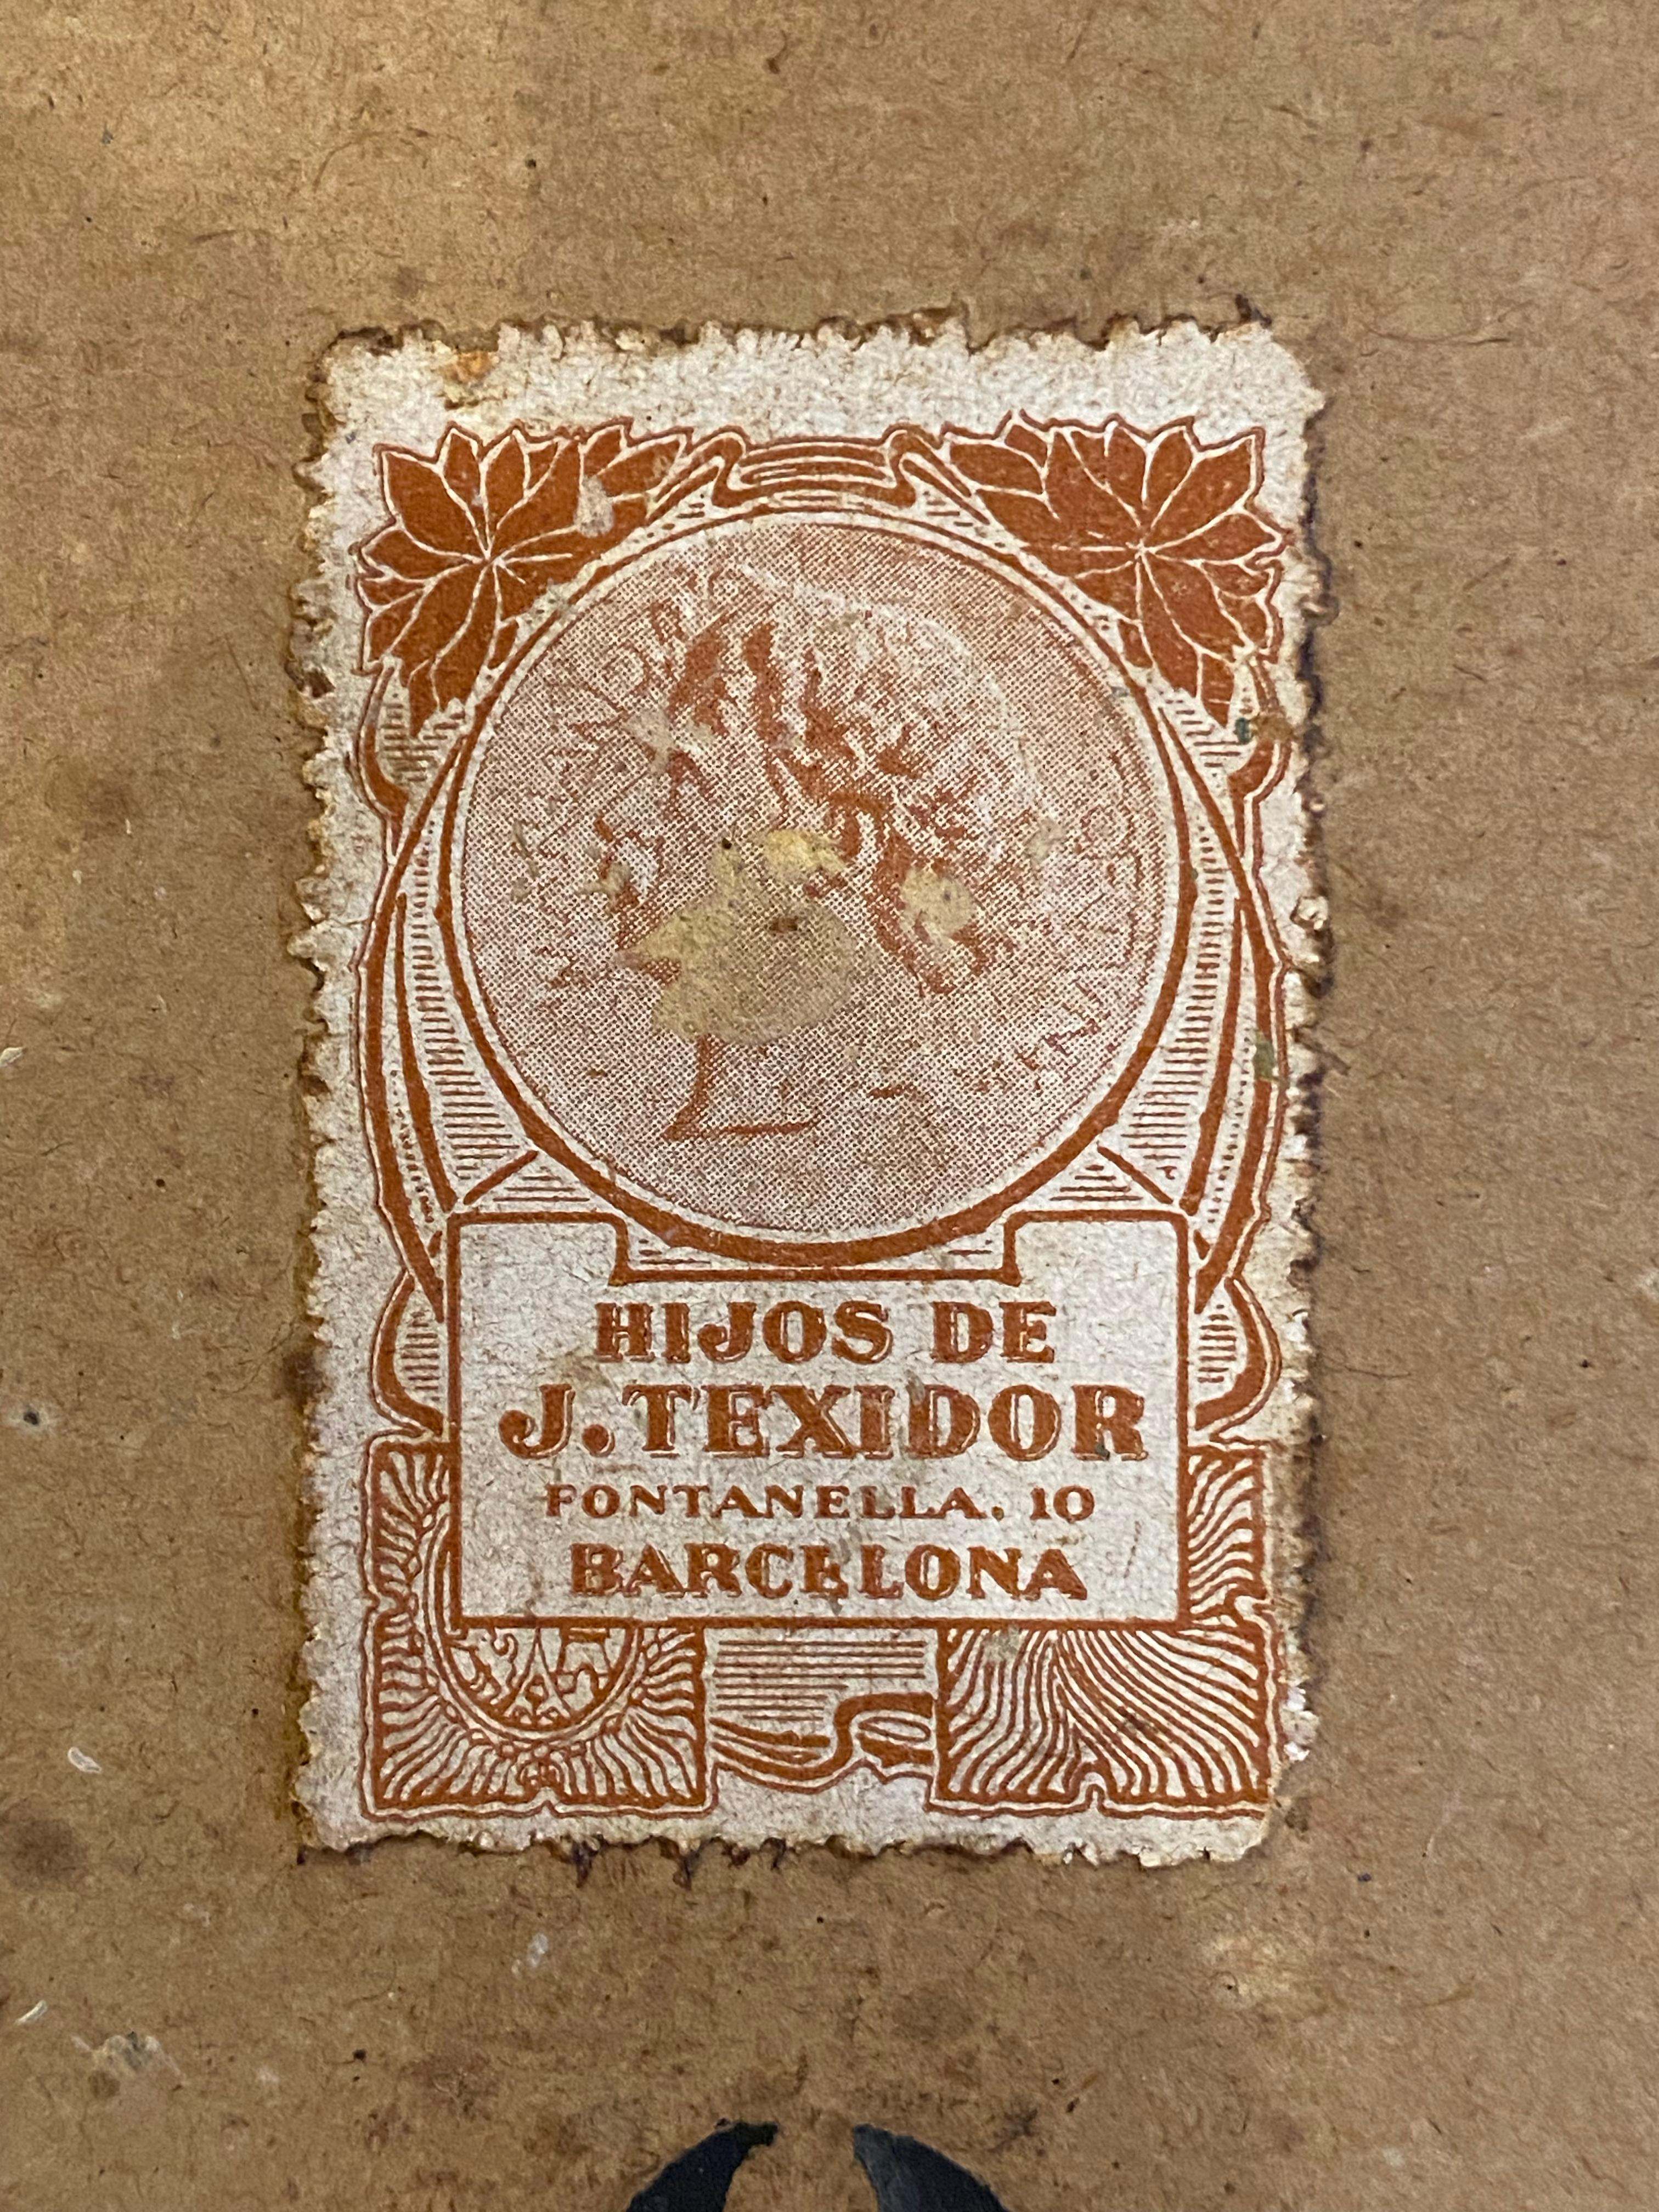 HIJOS DE
J. TEXIDOR
FONTANELLA. 10
BARCELONA